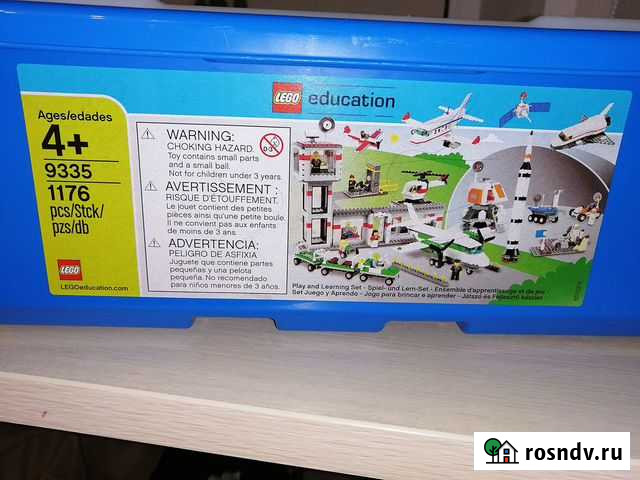 LEGO education
Ages/edades
4+
9335
1176
pcs/Stck/
pzs/db
LEGO
LEGOeducation.com
WARNING:
CHOKING HAZARD.
Toy contains small parts
and a small ball.
Not for children under 3 years.
AVERTISSEMENT :
RISQUE D'ÉTOUFFEMENT.
Le jouet contient des petites
pièces ainsi qu'une petite boule.
Il ne convient pas aux enfants
de moins de 3 ans.
ADVERTENCIA:
PELIGRO DE ASFIXIA
Juguete que contiene partes
pequeñas y una pelota
pequeña. No recomendado
para niños menores de 3 años.
Play and Learning Set - Spiel- und Lern-Set - Ensemble d'apprentissage et de jeu
Set Juego y Aprendo - Jogo para brincar e aprender - Játszó és Fejlesztő készlet
rosndv.ru